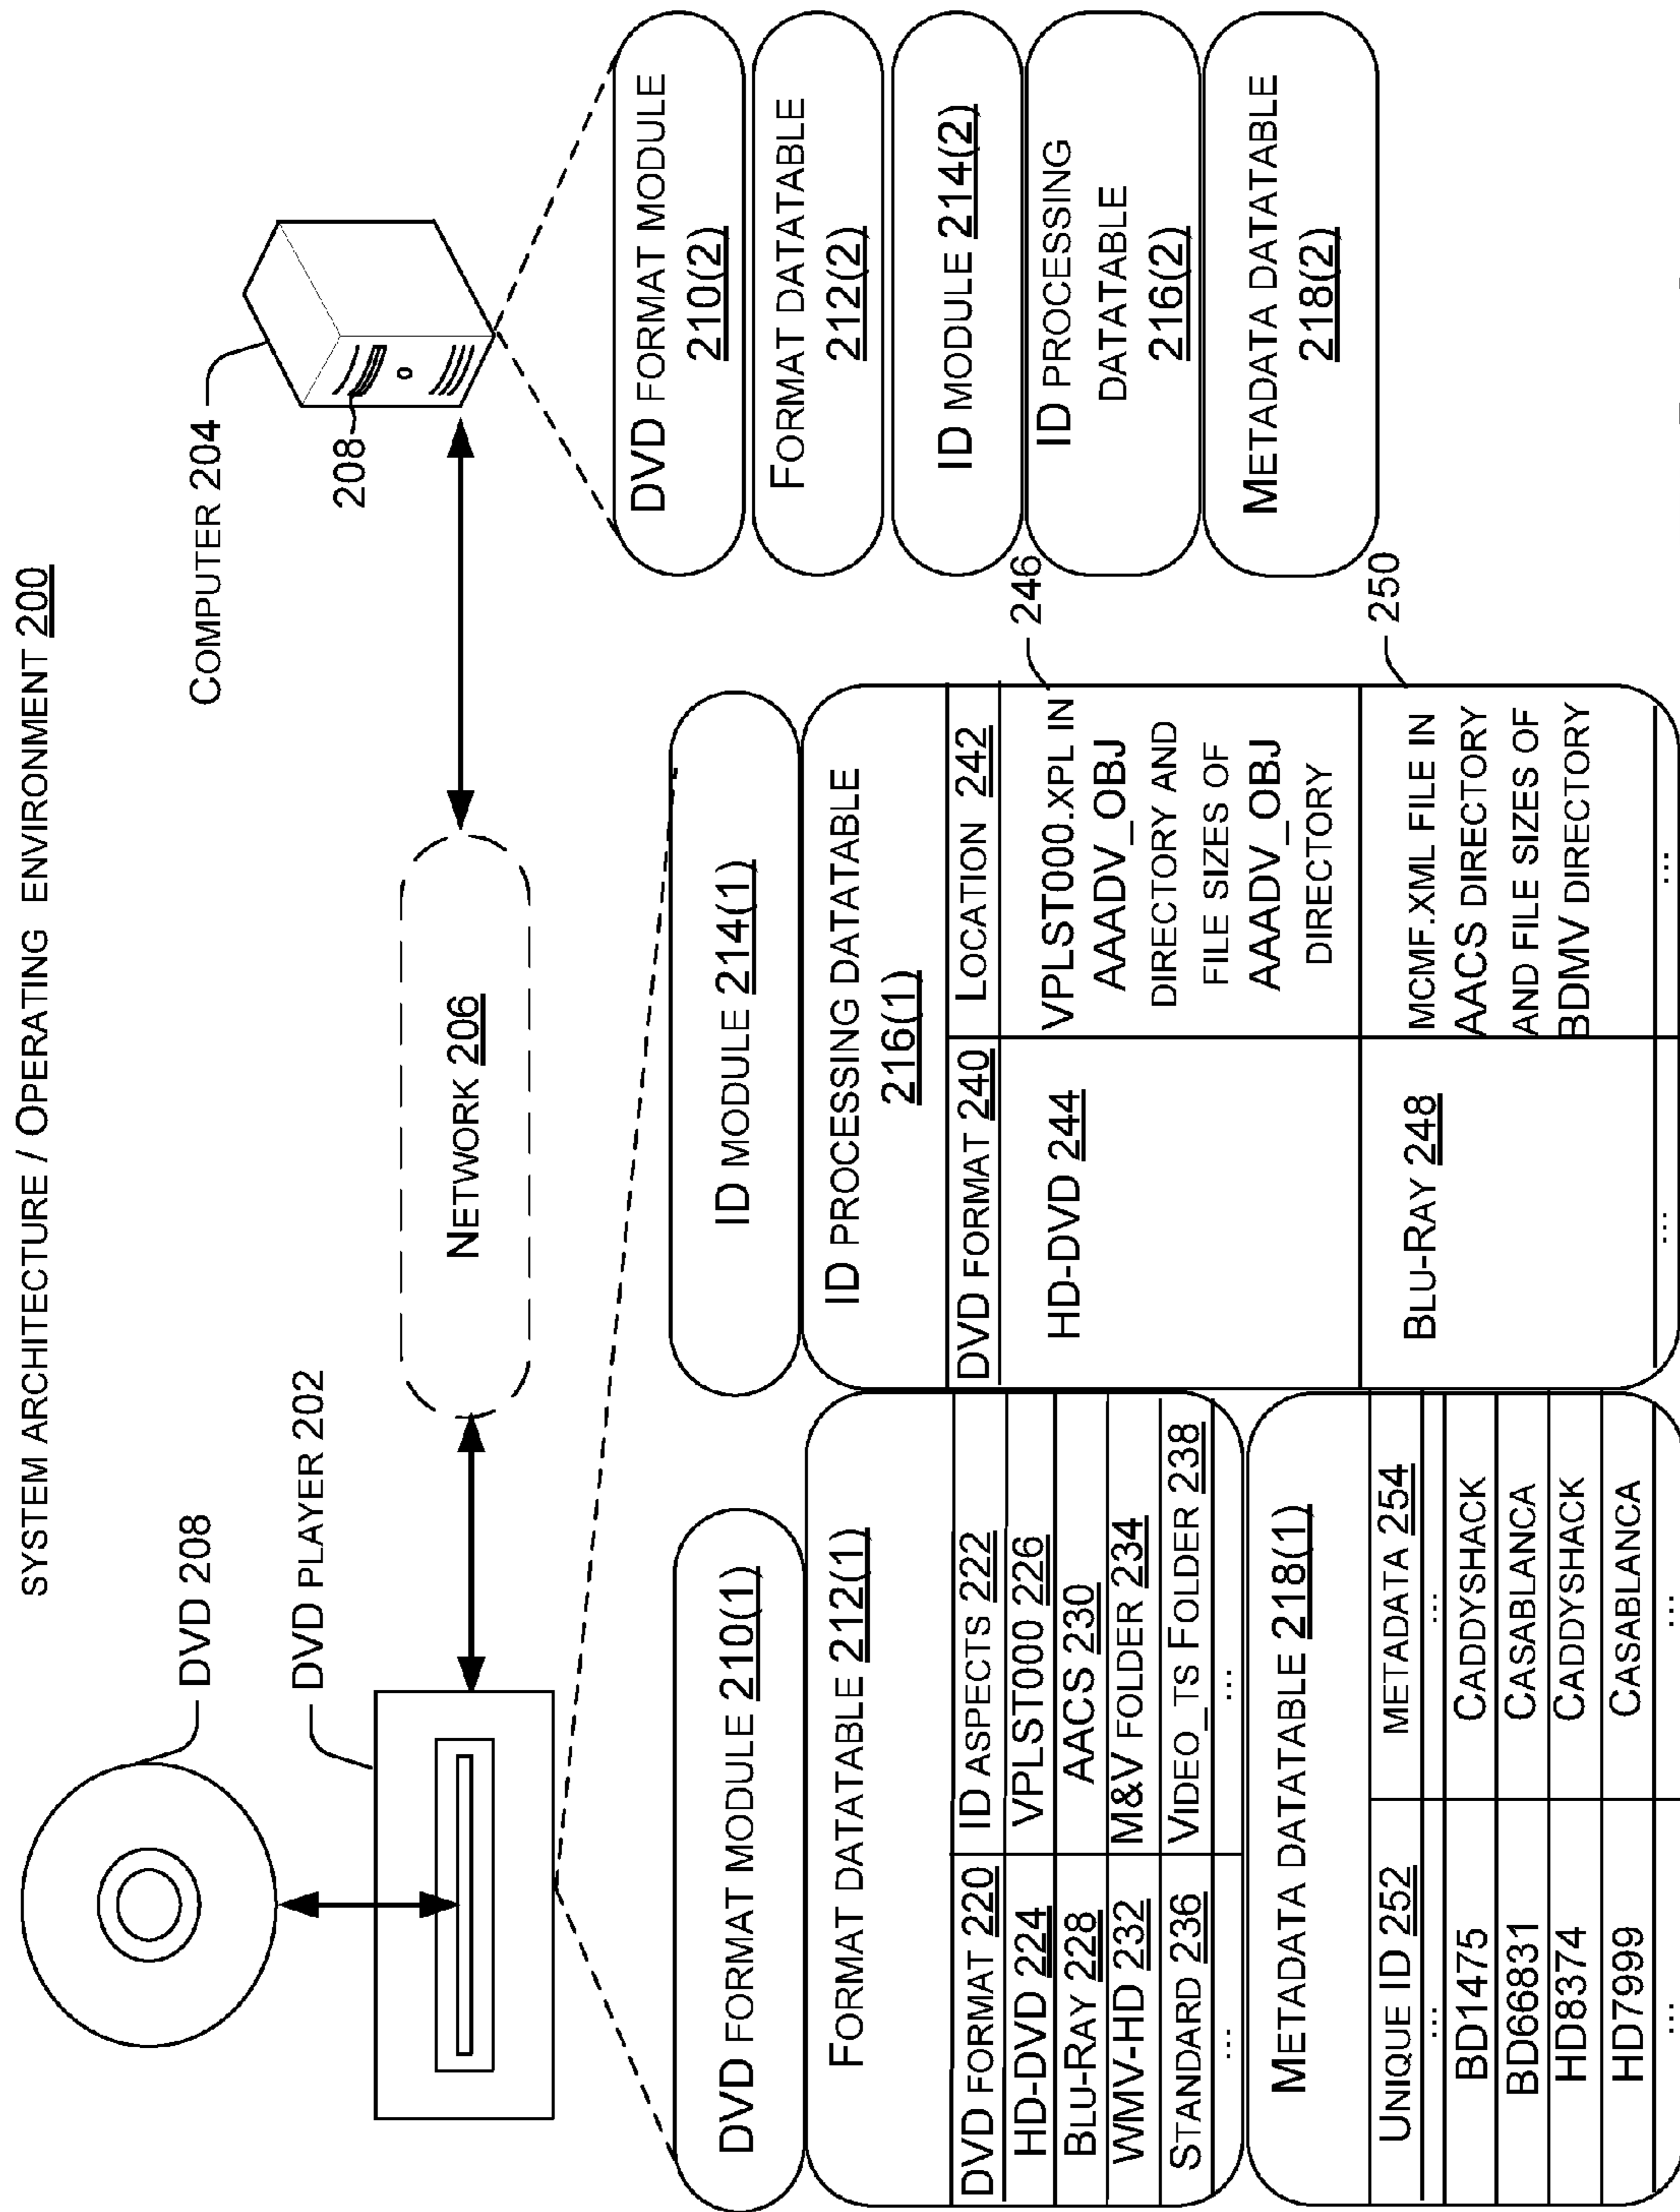 SYSTEM ARCHITECTURE / OPERATING ENVIRONMENT 200
DVD 208
DVD PLAYER 202
NETWORK 206
COMPUTER 204
208
DVD FORMAT MODULE 210(1)
FORMAT DATATABLE 212(1)
DVD FORMAT 220 ID ASPECTS 222
HD-DVD 224 VPLST000 226
BLU-RAY 228 AACS 230
WMV-HD 232 M&V FOLDER 234
STANDARD 236 VIDEO_TS FOLDER 238
... ...
METADATA DATATABLE 218(1)
UNIQUE ID 252 METADATA 254
... ...
BD1475 CADDYSHACK
BD66831 CASABLANCA
HD8374 CADDYSHACK
HD7999 CASABLANCA
... ...
ID MODULE 214(1)
ID PROCESSING DATATABLE
216(1)
DVD FORMAT 240 LOCATION 242
HD-DVD 244
VPLST000.XPL IN
AAADV_OBJ
DIRECTORY AND
FILE SIZES OF
AAADV_OBJ
DIRECTORY
246
BLU-RAY 248
MCMF.XML FILE IN
AACS DIRECTORY
AND FILE SIZES OF
BDMV DIRECTORY
250
... ...
DVD FORMAT MODULE
210(2)
FORMAT DATATABLE
212(2)
ID MODULE 214(2)
ID PROCESSING
DATATABLE
216(2)
METADATA DATATABLE
218(2)